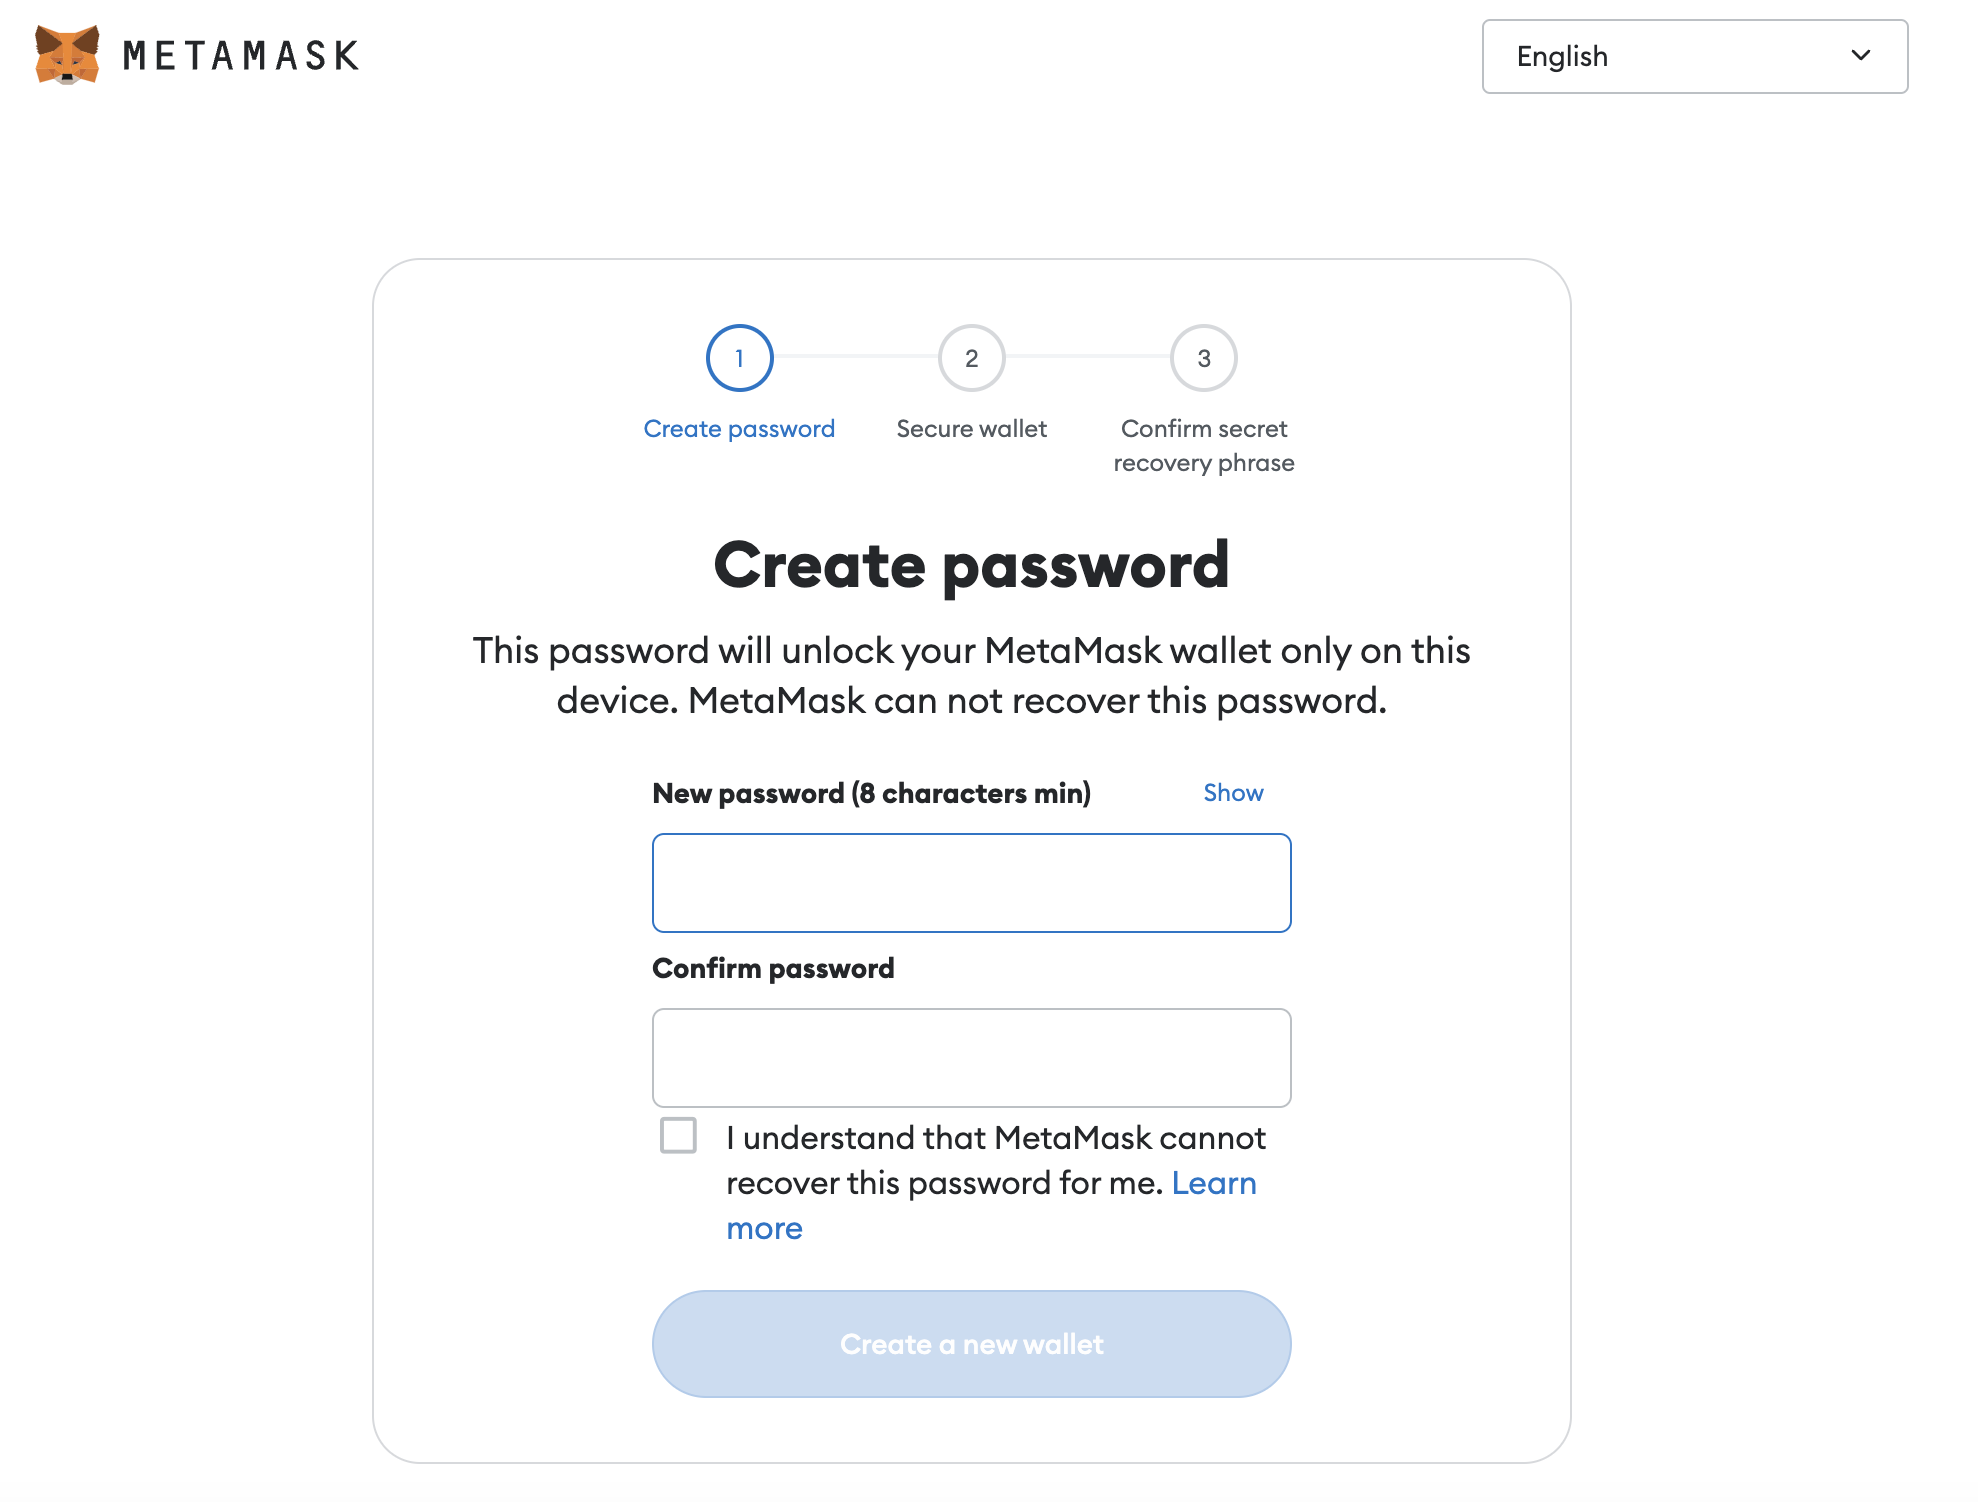 METAMASK
English
1
2
3
Create password
Secure wallet
Confirm secret
recovery phrase
Create password
This password will unlock your MetaMask wallet only on this
device. MetaMask can not recover this password.
New password (8 characters min)
Show
Confirm password
I understand that MetaMask cannot
recover this password for me. Learn
more
Create a new wallet